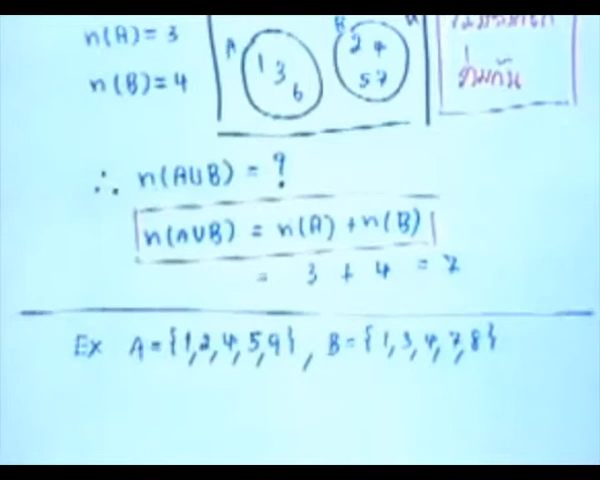 n(A) = 3
n(B) = 4
A
1 3 6
B
2 4
5 7
ร่วมกัน
∴ n(A∪B) = ?
n(A∪B) = n(A) + n(B)
= 3 + 4 = 7
Ex A = {1,2,4,5,9} , B = {1,3,4,7,8}